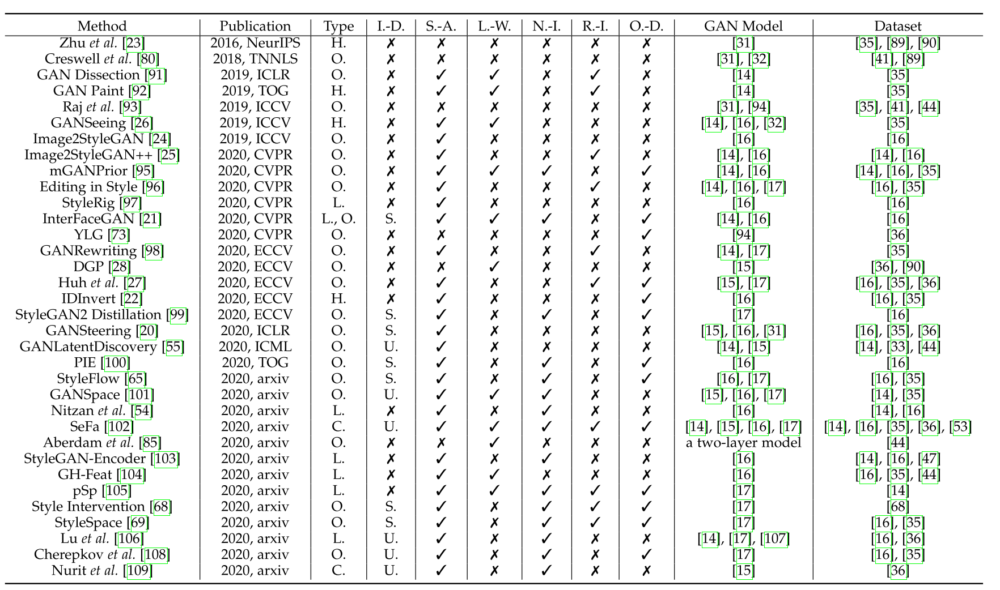 Method Publication Type I.-D. S.-A. L.-W. N.-I. R.-I. O.-D. GAN Model Dataset
Zhu et al. [23] 2016, NeurIPS H. ✗ ✗ ✗ ✗ ✗ ✗ [31] [35], [89], [90]
Creswell et al. [80] 2018, TNNLS O. ✗ ✗ ✗ ✗ ✗ ✗ [31], [32] [41], [89]
GAN Dissection [91] 2019, ICLR O. ✗ ✓ ✓ ✗ ✓ ✗ [14] [35]
GAN Paint [92] 2019, TOG H. ✗ ✓ ✓ ✗ ✓ ✗ [14] [35]
Raj et al. [93] 2019, ICCV O. ✗ ✗ ✗ ✗ ✗ ✗ [31], [94] [35], [41], [44]
GANSeeing [26] 2019, ICCV H. ✗ ✓ ✓ ✗ ✗ ✗ [14], [16], [32] [35]
Image2StyleGAN [24] 2019, ICCV O. ✗ ✓ ✗ ✗ ✗ ✗ [16] [16]
Image2StyleGAN++ [25] 2020, CVPR O. ✗ ✓ ✗ ✗ ✓ ✗ [14], [16] [14], [16]
mGANPrior [95] 2020, CVPR O. ✗ ✓ ✓ ✓ ✗ ✓ [14], [16] [14], [16], [35]
Editing in Style [96] 2020, CVPR O. ✗ ✓ ✗ ✗ ✓ ✗ [14], [16], [17] [16], [35]
StyleRig [97] 2020, CVPR L. ✗ ✓ ✗ ✗ ✗ ✗ [16] [16]
InterFaceGAN [21] 2020, CVPR L., O. S. ✓ ✓ ✓ ✗ ✓ [14], [16] [16]
YLG [73] 2020, CVPR O. ✗ ✗ ✗ ✗ ✗ ✓ [94] [36]
GANRewriting [98] 2020, ECCV O. ✗ ✓ ✗ ✗ ✓ ✗ [14], [17] [35]
DGP [28] 2020, ECCV O. ✗ ✗ ✓ ✗ ✗ ✗ [15] [36], [90]
Huh et al. [27] 2020, ECCV O. ✗ ✓ ✗ ✗ ✓ ✓ [15], [17] [16], [35], [36]
IDInvert [22] 2020, ECCV H. ✗ ✓ ✗ ✗ ✗ ✓ [16] [16], [35]
StyleGAN2 Distillation [99] 2020, ECCV O. S. ✓ ✗ ✓ ✗ ✓ [17] [16]
GANSteering [20] 2020, ICLR O. S. ✓ ✗ ✗ ✗ ✗ [15], [16], [31] [16], [35], [36]
GANLatentDiscovery [55] 2020, ICML O. U. ✓ ✗ ✗ ✗ ✗ [14], [15] [14], [33], [44]
PIE [100] 2020, TOG O. S. ✓ ✗ ✓ ✗ ✓ [16] [16]
StyleFlow [65] 2020, arxiv O. S. ✓ ✗ ✓ ✗ ✓ [16], [17] [16], [35]
GANSpace [101] 2020, arxiv O. U. ✓ ✓ ✓ ✗ ✗ [15], [16], [17] [14], [35]
Nitzan et al. [54] 2020, arxiv L. ✗ ✓ ✗ ✓ ✗ ✗ [16] [14], [16]
SeFa [102] 2020, arxiv C. U. ✓ ✓ ✓ ✓ ✓ [14], [15], [16], [17] [14], [16], [35], [36], [53]
Aberdam et al. [85] 2020, arxiv O. ✗ ✗ ✓ ✗ ✗ ✗ a two-layer model [44]
StyleGAN-Encoder [103] 2020, arxiv L. ✗ ✓ ✗ ✓ ✗ ✗ [16] [14], [16], [47]
GH-Feat [104] 2020, arxiv L. ✗ ✓ ✓ ✗ ✗ ✗ [16] [16], [35], [44]
pSp [105] 2020, arxiv L. ✗ ✓ ✓ ✓ ✓ ✓ [17] [14]
Style Intervention [68] 2020, arxiv O. S. ✓ ✗ ✓ ✓ ✓ [17] [68]
StyleSpace [69] 2020, arxiv O. S. ✓ ✗ ✓ ✓ ✓ [17] [16], [35]
Lu et al. [106] 2020, arxiv L. U. ✓ ✗ ✓ ✗ ✗ [14], [17], [107] [16], [36]
Cherepkov et al. [108] 2020, arxiv O. U. ✓ ✗ ✓ ✗ ✓ [17] [16], [35]
Nurit et al. [109] 2020, arxiv C. U. ✓ ✗ ✓ ✗ ✗ [15] [36]